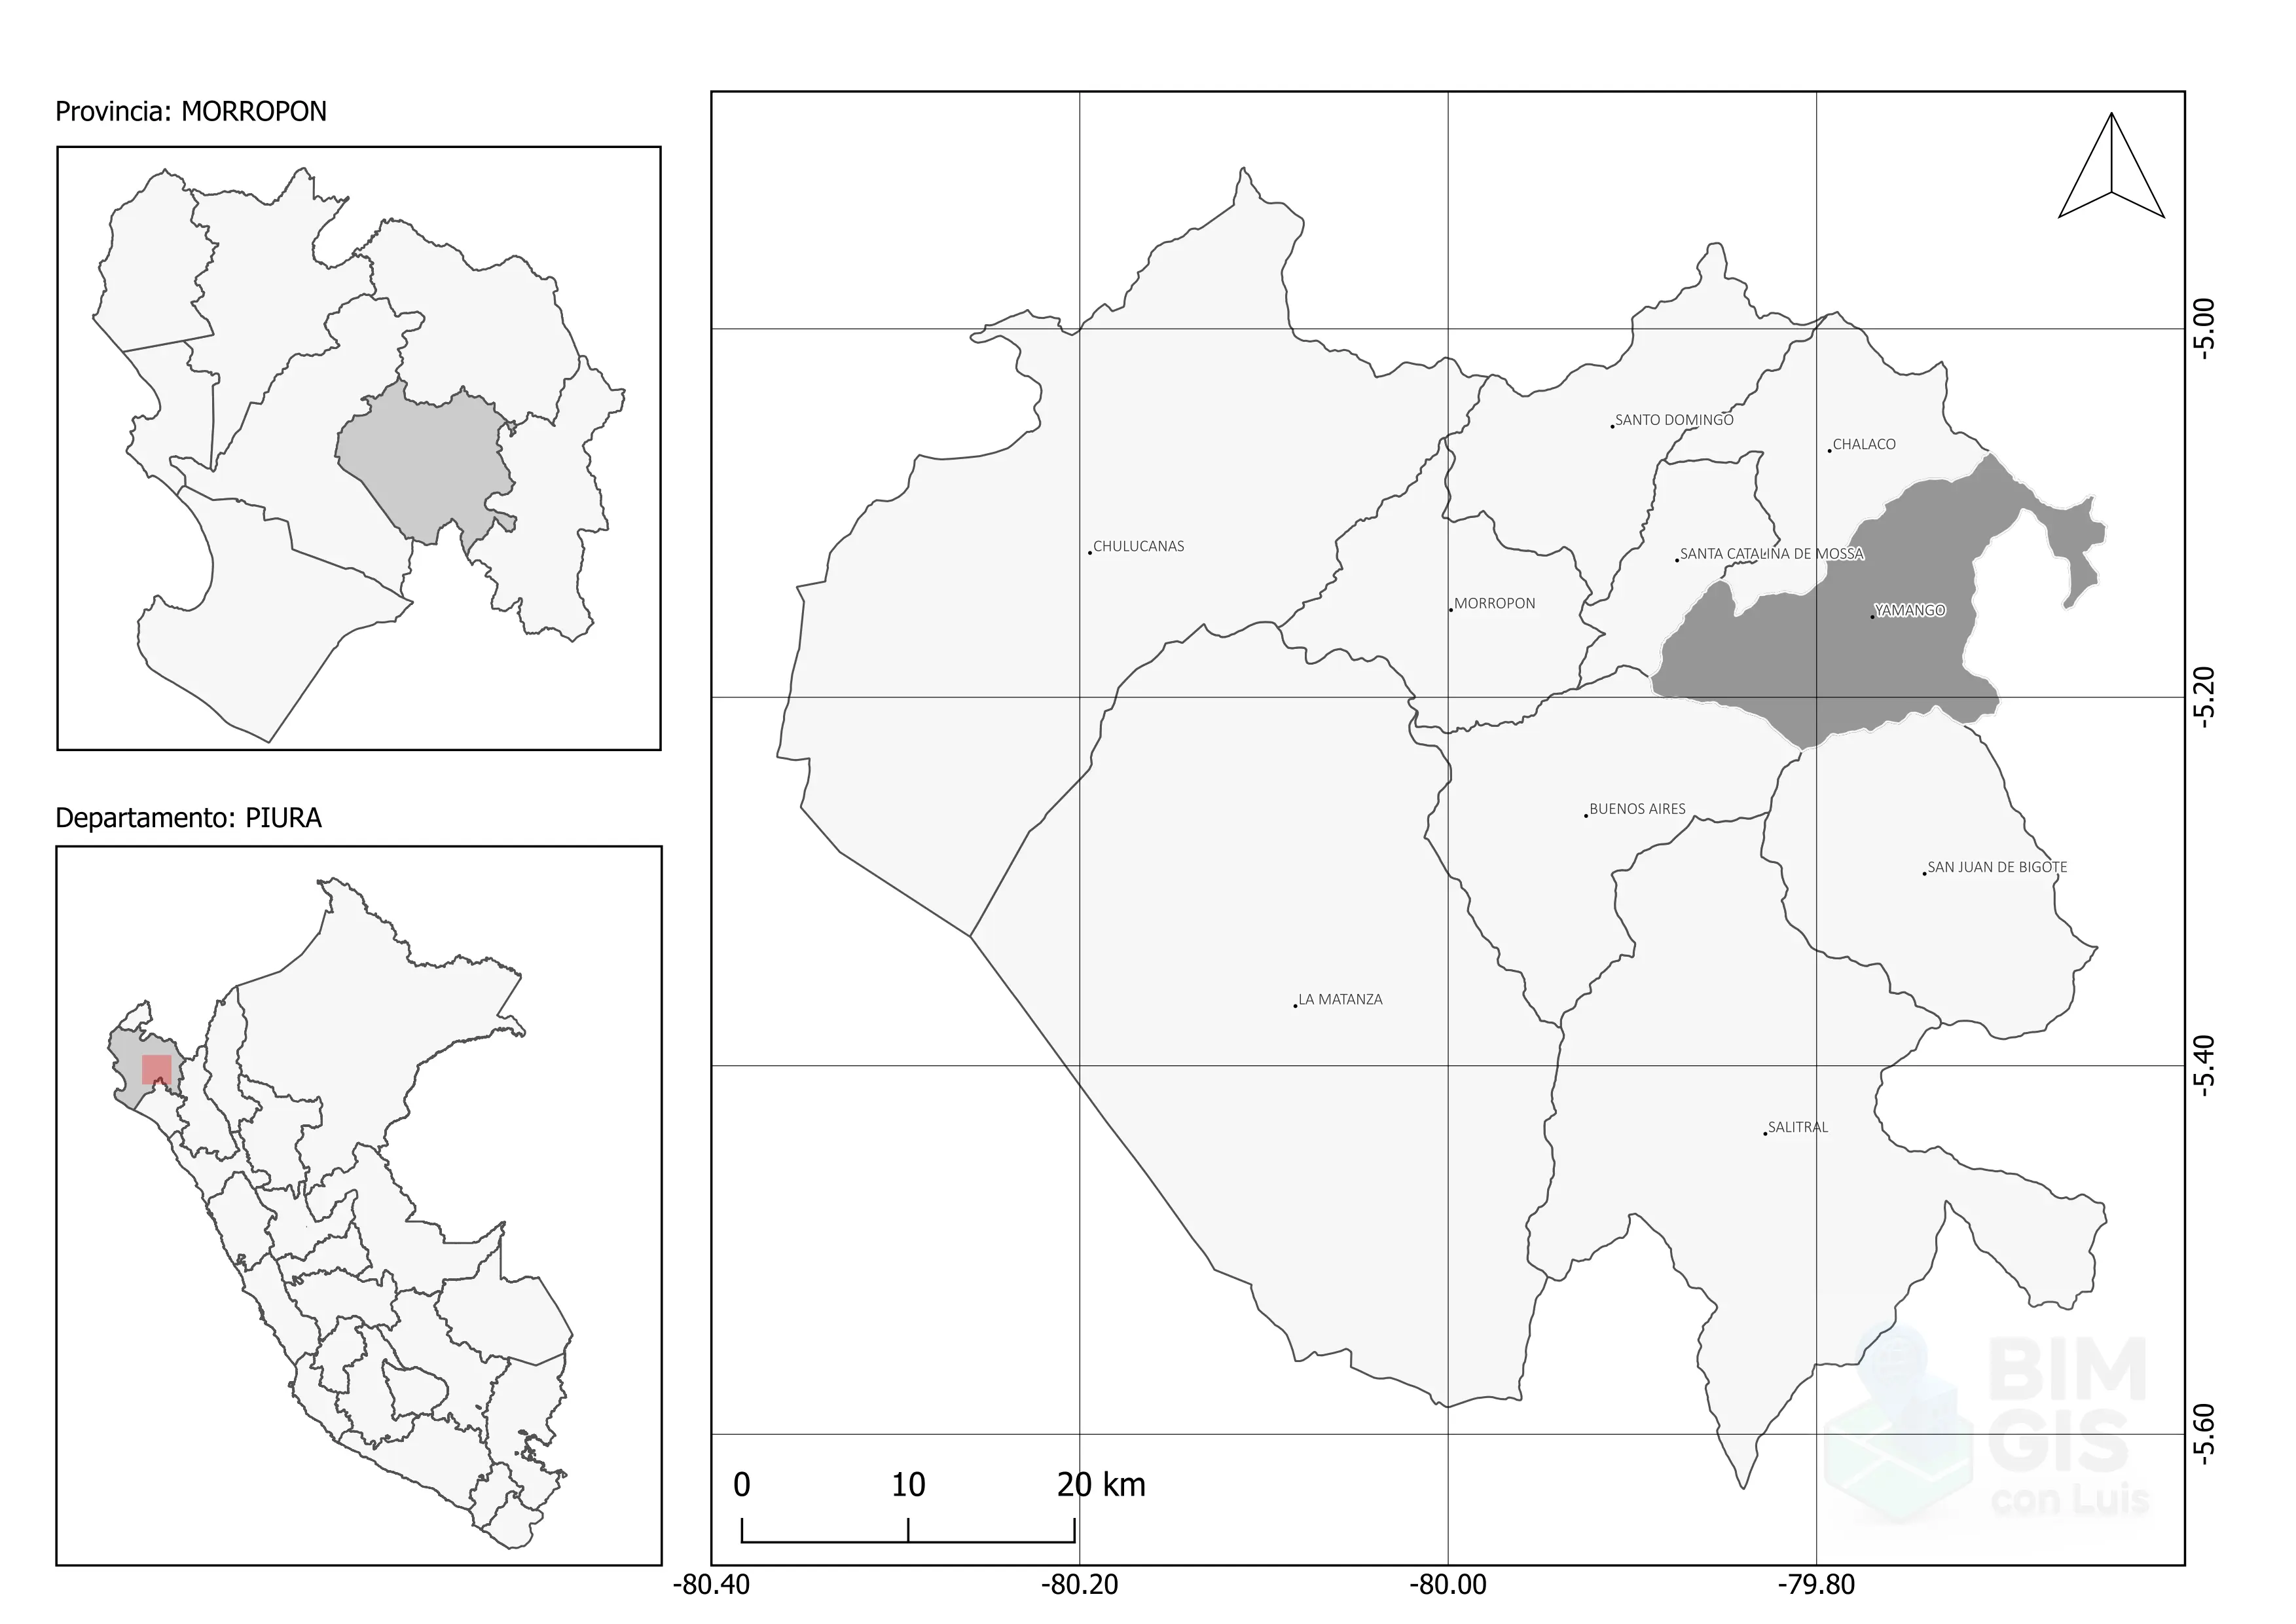 Provincia: MORROPON
Departamento: PIURA
SANTO DOMINGO
CHALACO
CHULUCANAS
SANTA CATALINA DE MOSSA
MORROPON
YAMANGO
BUENOS AIRES
SAN JUAN DE BIGOTE
LA MATANZA
SALITRAL
-5.00
-5.20
-5.40
-5.60
0 10 20 km
-80.40 -80.20 -80.00 -79.80
BIM
GIS
con Luis